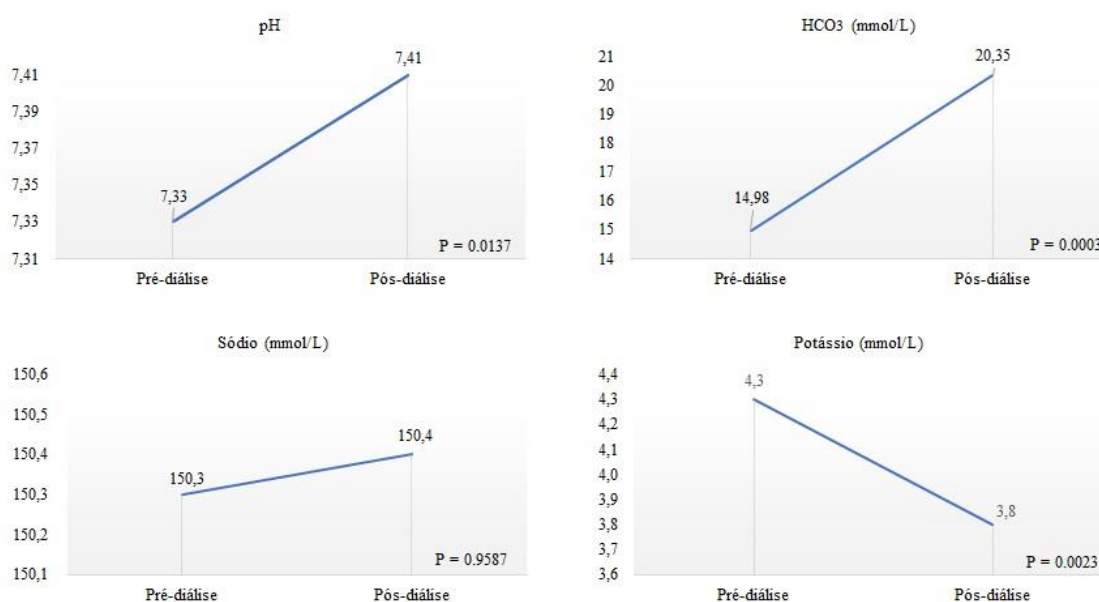 pH
7,41
7,39
7,37
7,35
7,33
7,31
7,33
7,41
P = 0.0137
Pré-diálise
Pós-diálise
HCO3 (mmol/L)
21
20
19
18
17
16
15
14
14,98
20,35
P = 0.0003
Pré-diálise
Pós-diálise
Sódio (mmol/L)
150,6
150,5
150,4
150,3
150,2
150,1
150,3
150,4
P = 0.9587
Pré-diálise
Pós-diálise
Potássio (mmol/L)
4,4
4,3
4,2
4,1
4,0
3,9
3,8
3,7
3,6
4,3
3,8
P = 0.0023
Pré-diálise
Pós-diálise